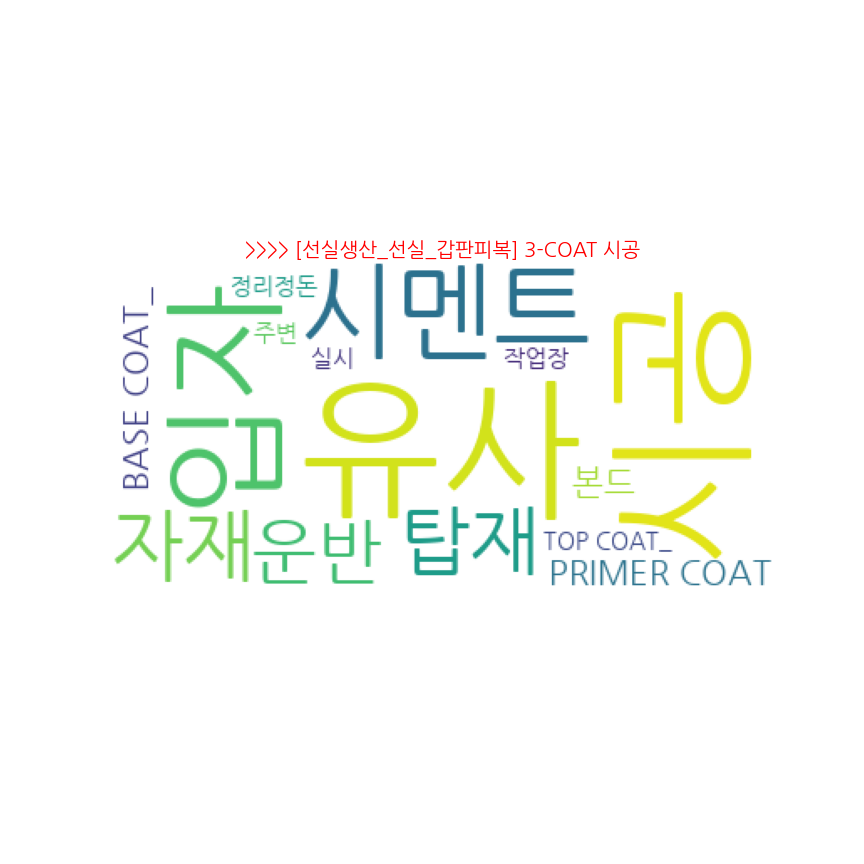 >>>> [선실생산_선실_갑판피복] 3-COAT 시공
정리정돈
시멘트
시공
입자
BASE COAT_
주변
실시
작업장
유사
본드
자재
운반
탑재
TOP COAT_
PRIMER COAT